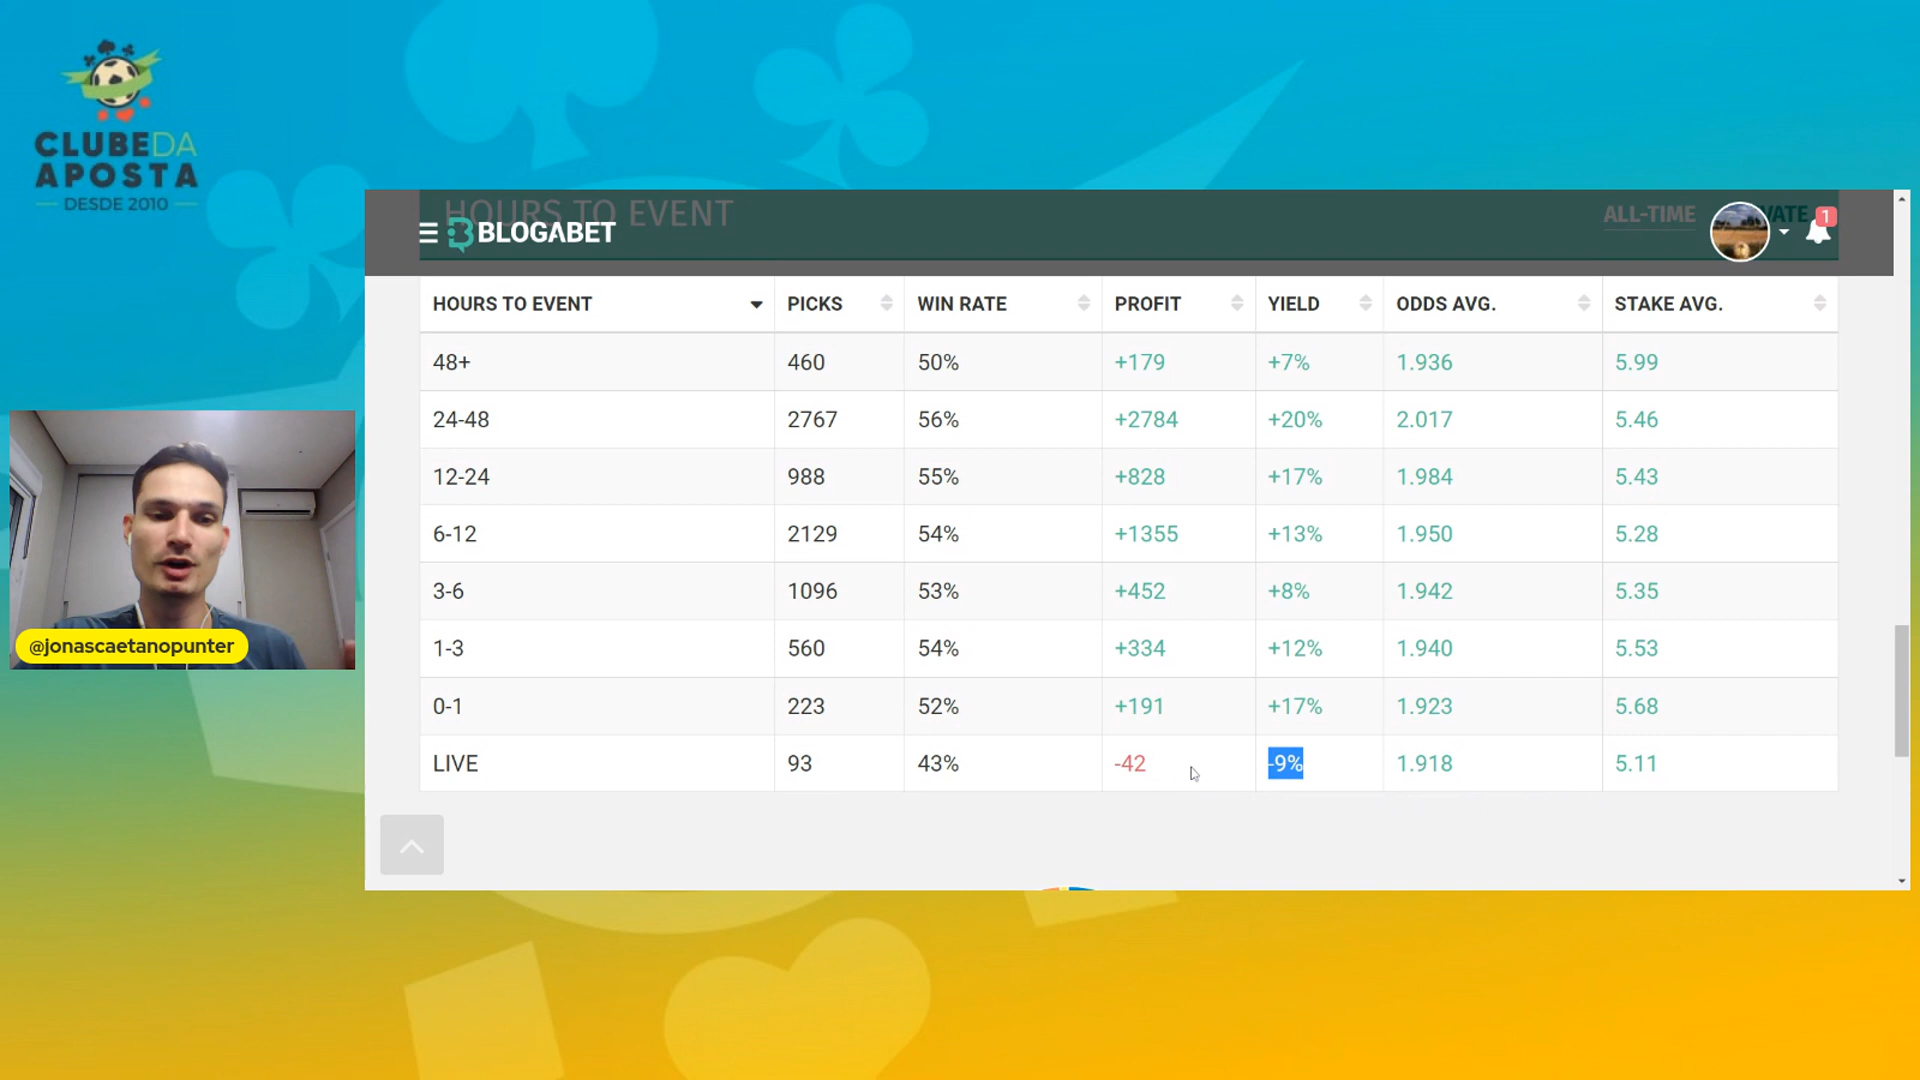 CLUBEDA
APOSTA
DESDE 2010
HOURS TO EVENT
ALL-TIME
BLOGABET
1
HOURS TO EVENT PICKS WIN RATE PROFIT YIELD ODDS AVG. STAKE AVG.
48+ 460 50% +179 +7% 1.936 5.99
24-48 2767 56% +2784 +20% 2.017 5.46
12-24 988 55% +828 +17% 1.984 5.43
6-12 2129 54% +1355 +13% 1.950 5.28
3-6 1096 53% +452 +8% 1.942 5.35
1-3 560 54% +334 +12% 1.940 5.53
0-1 223 52% +191 +17% 1.923 5.68
LIVE 93 43% -42 -9% 1.918 5.11
@jonascaetanopunter